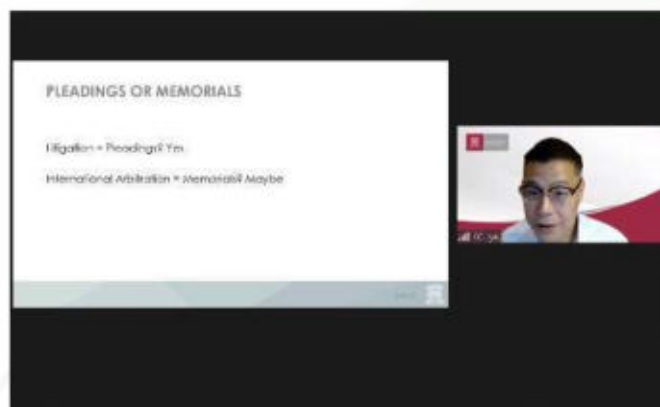 PLEADINGS OR MEMORIALS
Litigation = Pleadings? Yes
International Arbitration = Memorials? Maybe